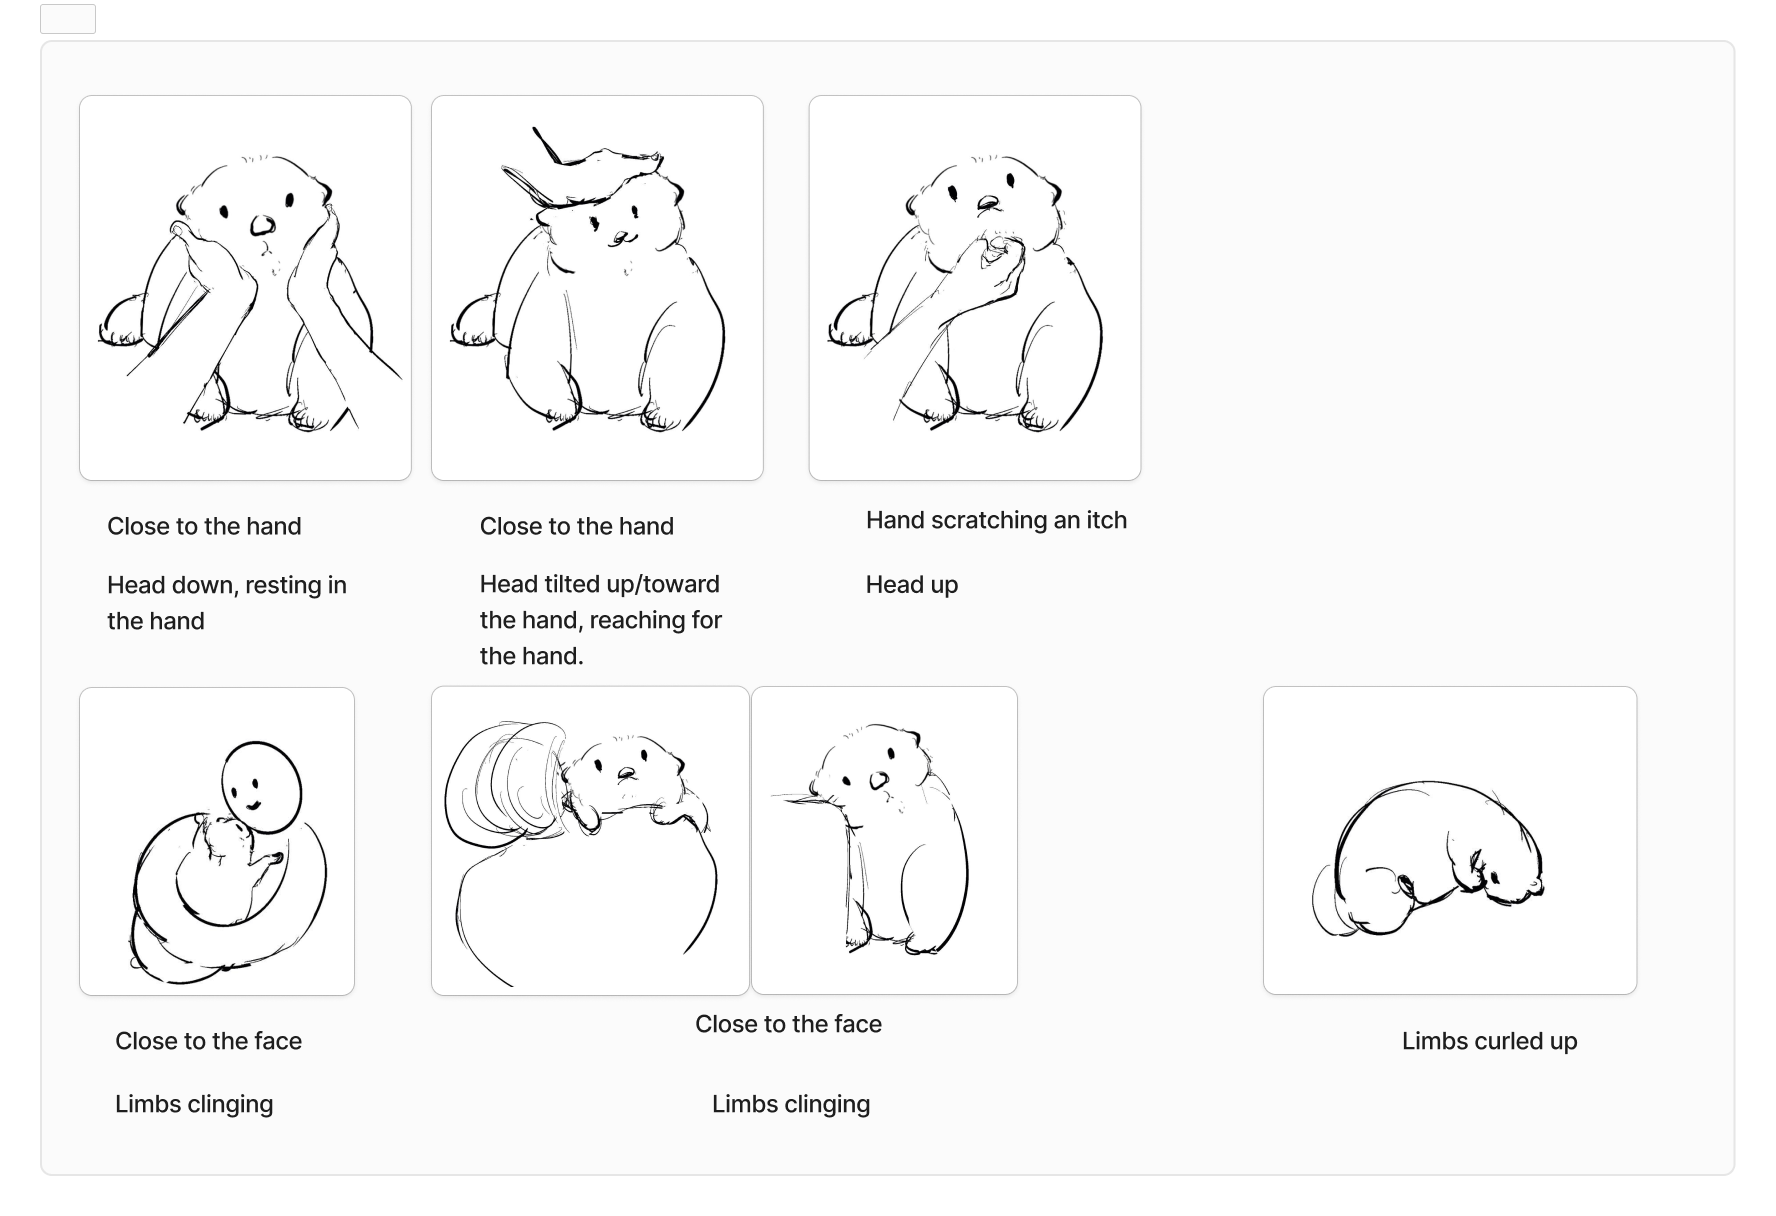 Close to the hand
Head down, resting in
the hand
Close to the hand
Head tilted up/toward
the hand, reaching for
the hand.
Hand scratching an itch
Head up
Close to the face
Limbs clinging
Close to the face
Limbs clinging
Limbs curled up